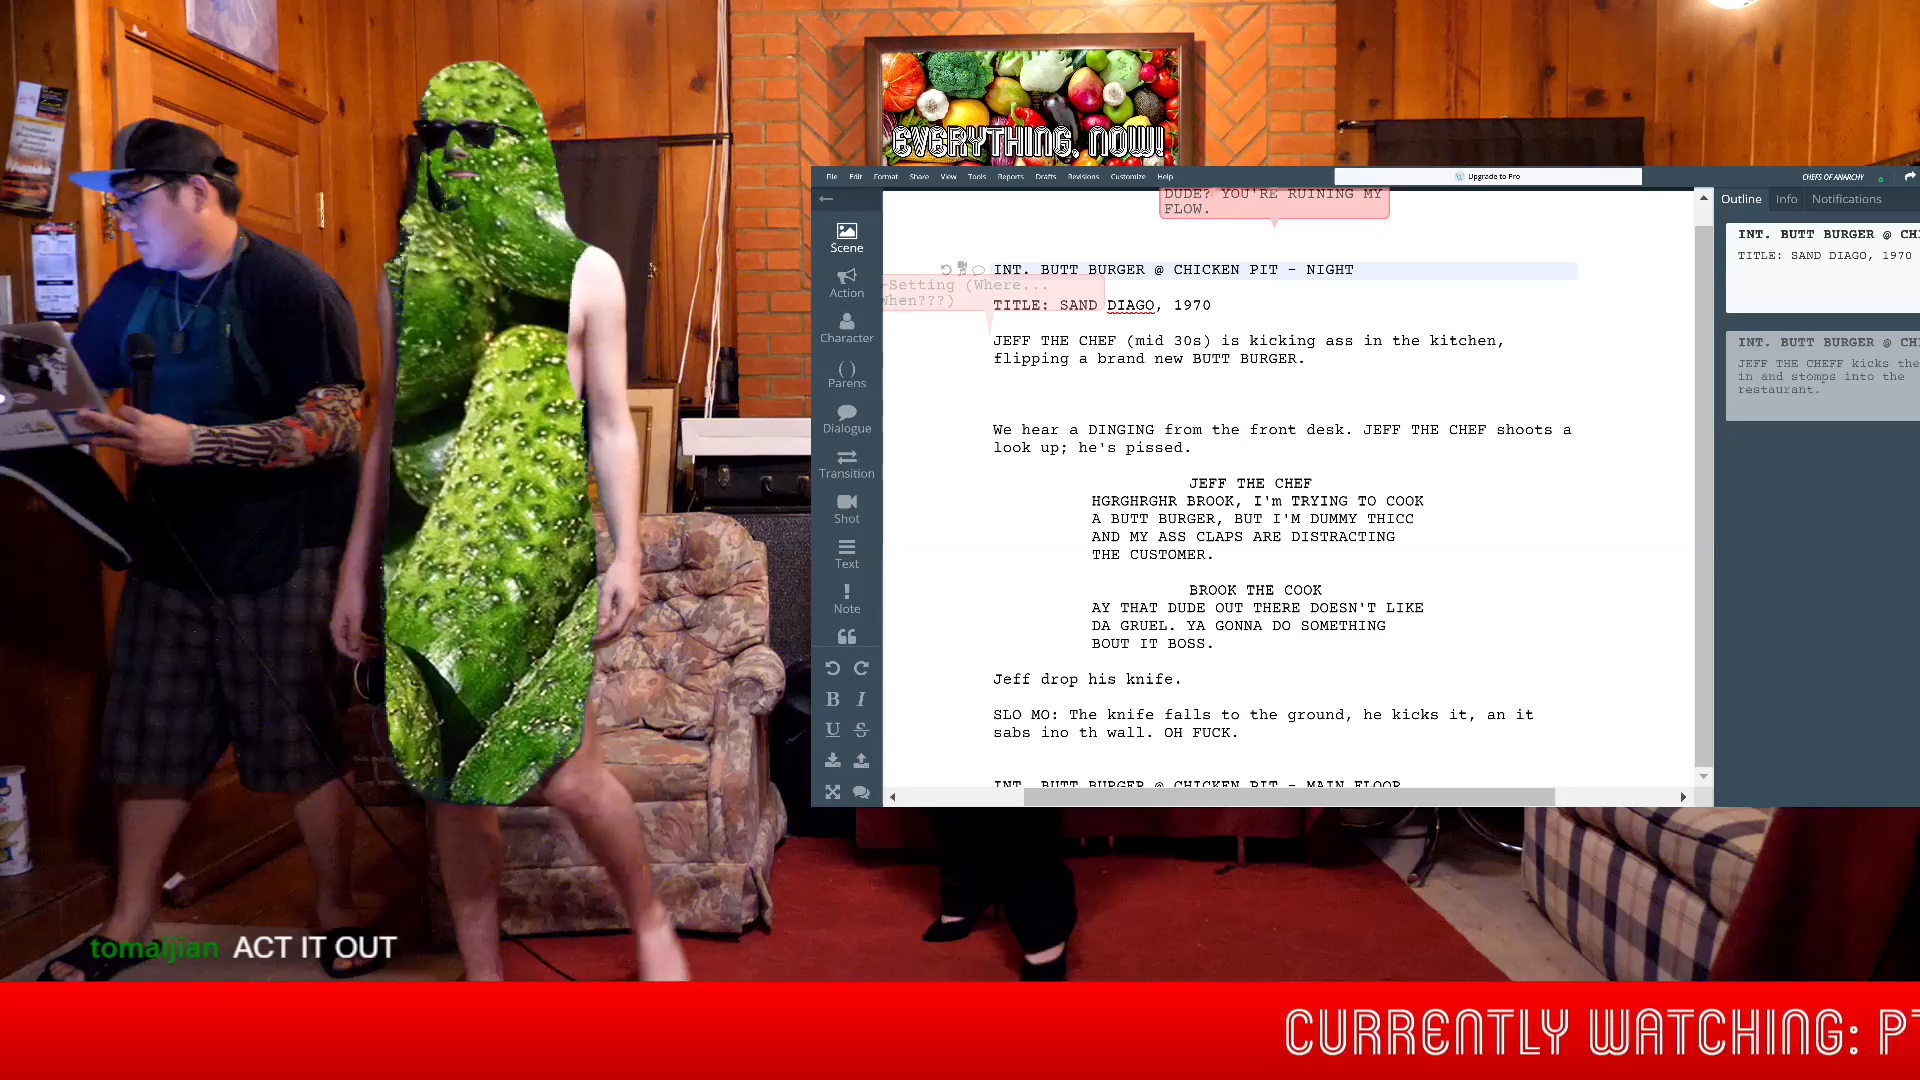 EVERYTHING, NOW!
File Edit Format Share View Tools Reports Drafts Revisions Customize Help
Upgrade to Pro
CHEFS OF ANARCHY
Outline Info Notifications
Scene
Action
Character
Parens
Dialogue
Transition
Shot
Text
Note
B I
U S
DUDE? YOU'RE RUINING MY
FLOW.
INT. BUTT BURGER @ CHICKEN PIT - NIGHT
-Setting (Where...
When???)
TITLE: SAND DIAGO, 1970
JEFF THE CHEF (mid 30s) is kicking ass in the kitchen,
flipping a brand new BUTT BURGER.
We hear a DINGING from the front desk. JEFF THE CHEF shoots a
look up; he's pissed.
JEFF THE CHEF
HGRGHRGHR BROOK, I'm TRYING TO COOK
A BUTT BURGER, BUT I'M DUMMY THICC
AND MY ASS CLAPS ARE DISTRACTING
THE CUSTOMER.
BROOK THE COOK
AY THAT DUDE OUT THERE DOESN'T LIKE
DA GRUEL. YA GONNA DO SOMETHING
BOUT IT BOSS.
Jeff drop his knife.
SLO MO: The knife falls to the ground, he kicks it, an it
sabs ino th wall. OH FUCK.
INT. BUTT BURGER @ CHICKEN PIT - MAIN FLOOR
INT. BUTT BURGER @ CHI
TITLE: SAND DIAGO, 1970
INT. BUTT BURGER @ CHI
JEFF THE CHEFF kicks the
in and stomps into the
restaurant.
tomaijian ACT IT OUT
CURRENTLY WATCHING: PT